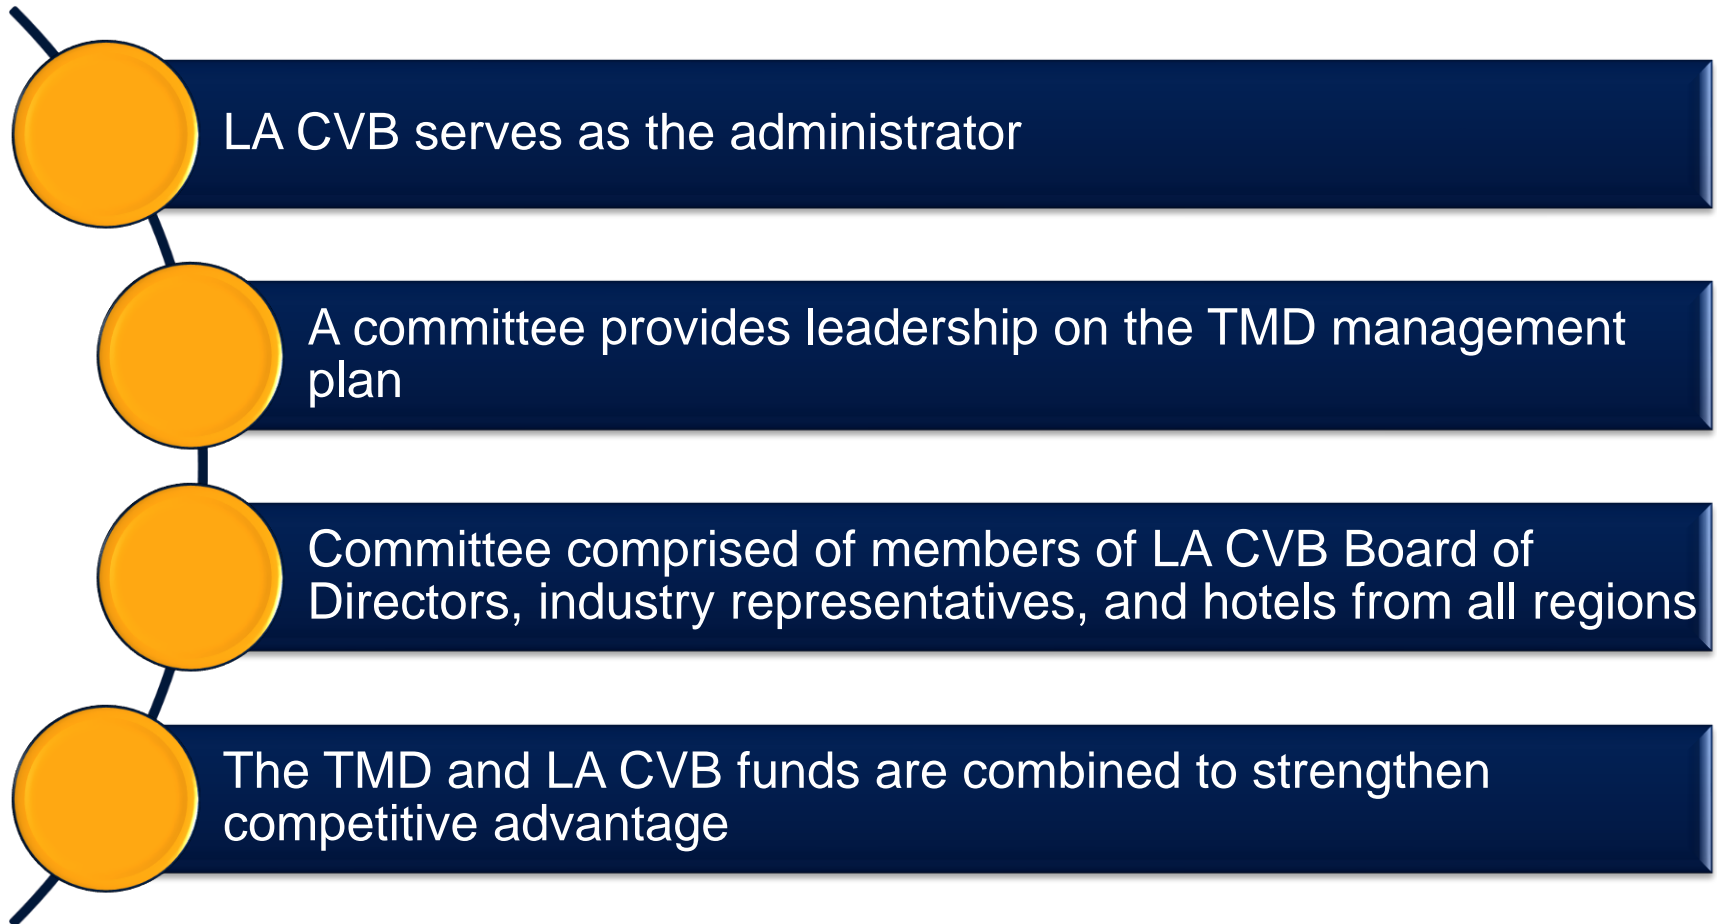 LA CVB serves as the administrator
A committee provides leadership on the TMD management
plan
Committee comprised of members of LA CVB Board of
Directors, industry representatives, and hotels from all regions
The TMD and LA CVB funds are combined to strengthen
competitive advantage